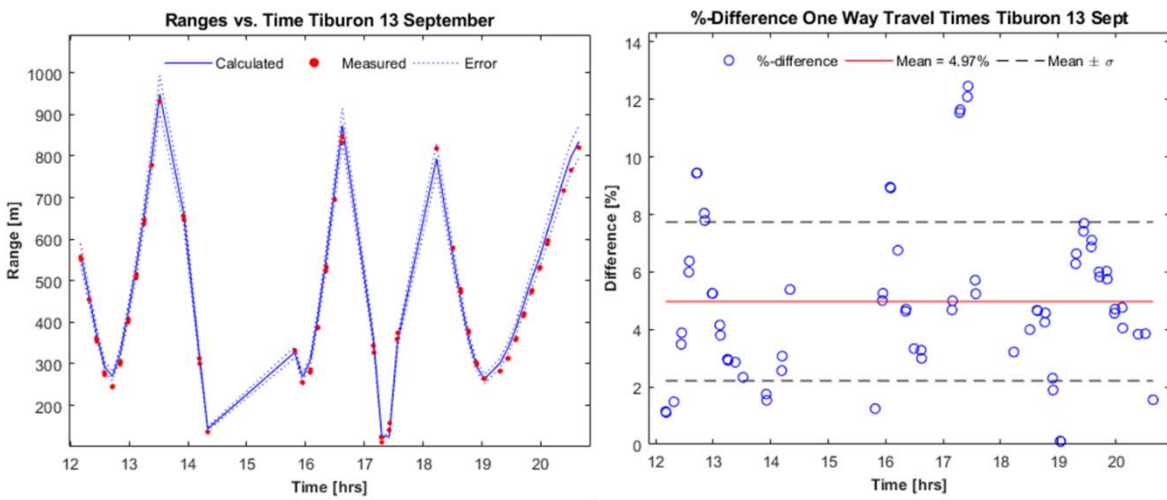 Ranges vs. Time Tiburon 13 September
Calculated Measured Error
1000
900
800
700
600
500
400
300
200
Range [m]
12 13 14 15 16 17 18 19 20
Time [hrs]
%-Difference One Way Travel Times Tiburon 13 Sept
%-difference Mean = 4.97% Mean ± σ
14
12
10
8
6
4
2
0
Difference [%]
12 13 14 15 16 17 18 19 20
Time [hrs]